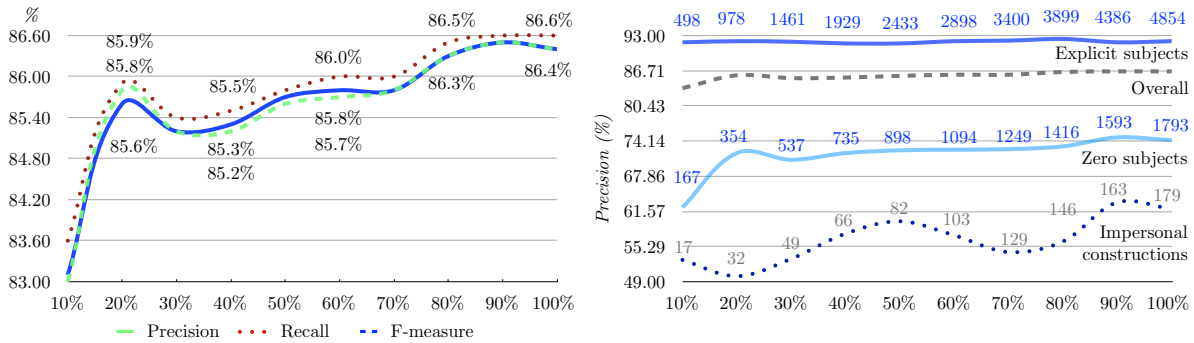 %
86.60
86.00
85.40
84.80
84.20
83.60
83.00
85.9%
85.8%
85.6%
85.5%
85.3%
85.2%
86.0%
85.8%
85.7%
86.5%
86.3%
86.6%
86.4%
10% 20% 30% 40% 50% 60% 70% 80% 90% 100%
Precision Recall F-measure
Precision (%)
93.00
86.71
80.43
74.14
67.86
61.57
55.29
49.00
498 978 1461 1929 2433 2898 3400 3899 4386 4854
Explicit subjects
Overall
167 354 537 735 898 1094 1249 1416 1593 1793
Zero subjects
17 32 49 66 82 103 129 146 163 179
Impersonal
constructions
10% 20% 30% 40% 50% 60% 70% 80% 90% 100%